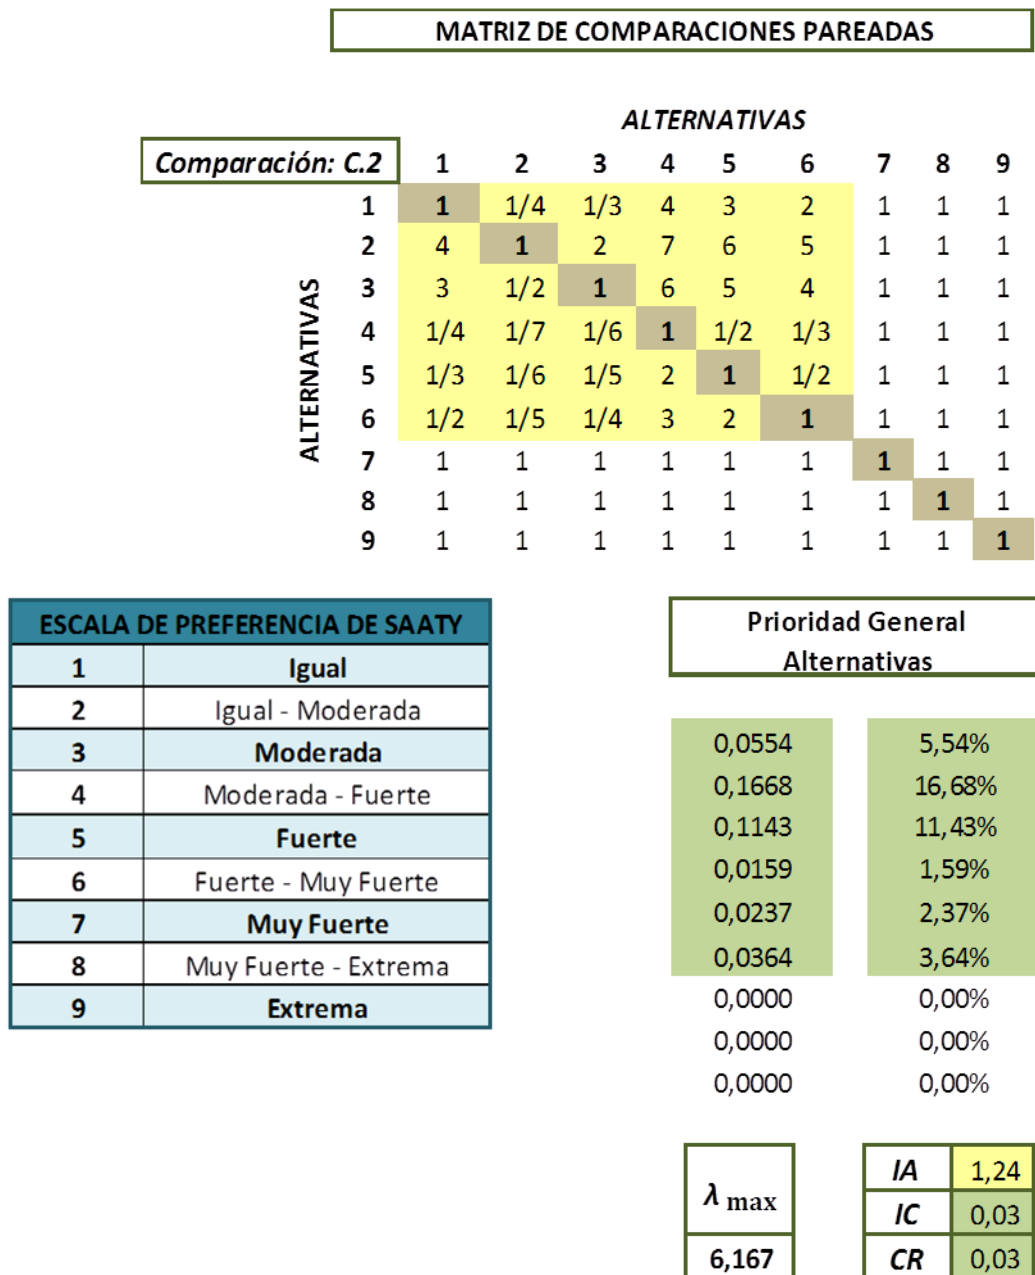 MATRIZ DE COMPARACIONES PAREADAS
ALTERNATIVAS
Comparación: C.2 1 2 3 4 5 6 7 8 9
ALTERNATIVAS
1 1 1/4 1/3 4 3 2 1 1 1
2 4 1 2 7 6 5 1 1 1
3 3 1/2 1 6 5 4 1 1 1
4 1/4 1/7 1/6 1 1/2 1/3 1 1 1
5 1/3 1/6 1/5 2 1 1/2 1 1 1
6 1/2 1/5 1/4 3 2 1 1 1 1
7 1 1 1 1 1 1 1 1 1
8 1 1 1 1 1 1 1 1 1
9 1 1 1 1 1 1 1 1 1
ESCALA DE PREFERENCIA DE SAATY
1 Igual
2 Igual - Moderada
3 Moderada
4 Moderada - Fuerte
5 Fuerte
6 Fuerte - Muy Fuerte
7 Muy Fuerte
8 Muy Fuerte - Extrema
9 Extrema
Prioridad General
Alternativas
0,0554 5,54%
0,1668 16,68%
0,1143 11,43%
0,0159 1,59%
0,0237 2,37%
0,0364 3,64%
0,0000 0,00%
0,0000 0,00%
0,0000 0,00%
λ max
6,167
IA 1,24
IC 0,03
CR 0,03